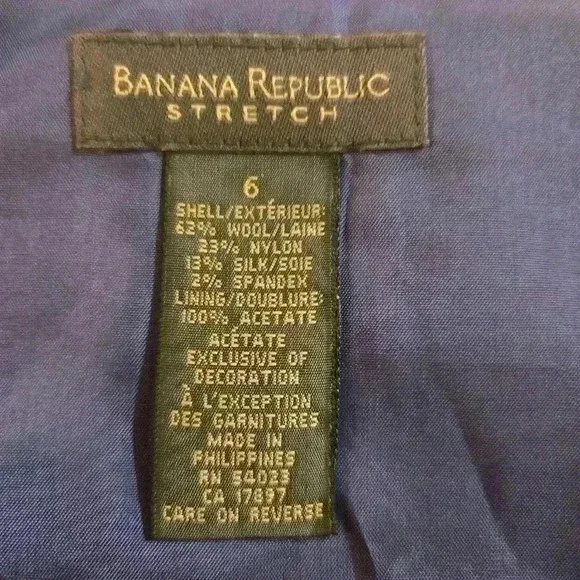 BANANA REPUBLIC
STRETCH
6
SHELL/EXTÉRIEUR:
62% WOOL/LAINE
23% NYLON
13% SILK/SOIE
2% SPANDEX
LINING/DOUBLURE:
100% ACETATE
ACÉTATE
EXCLUSIVE OF
DECORATION
À L'EXCEPTION
DES GARNITURES
MADE IN
PHILIPPINES
RN 54023
CA 17897
CARE ON REVERSE